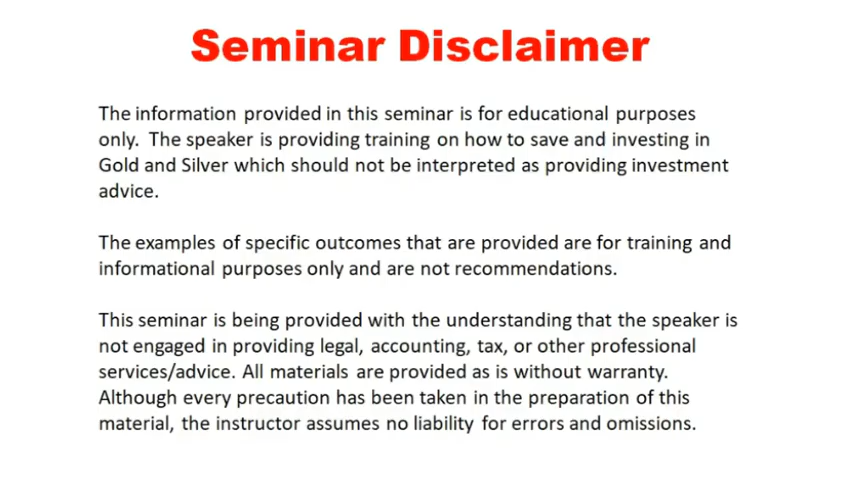 Seminar Disclaimer
The information provided in this seminar is for educational purposes
only.  The speaker is providing training on how to save and investing in
Gold and Silver which should not be interpreted as providing investment
advice.
The examples of specific outcomes that are provided are for training and
informational purposes only and are not recommendations.
This seminar is being provided with the understanding that the speaker is
not engaged in providing legal, accounting, tax, or other professional
services/advice. All materials are provided as is without warranty.
Although every precaution has been taken in the preparation of this
material, the instructor assumes no liability for errors and omissions.